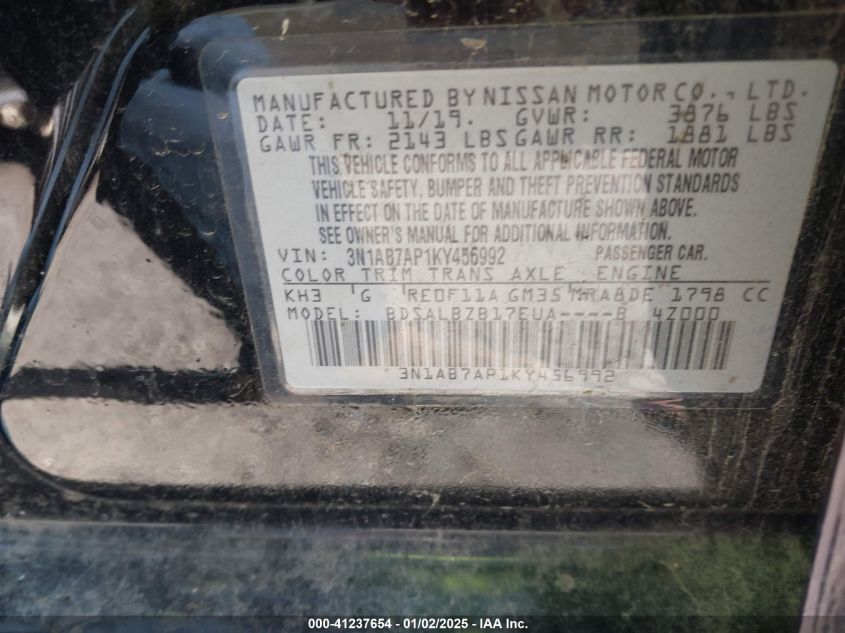 MANUFACTURED BY NISSAN MOTOR CO., LTD.
DATE: 11/19. GVWR: 3876 LBS
GAWR FR: 2143 LBS GAWR RR: 1881 LBS
THIS VEHICLE CONFORMS TO ALL APPLICABLE FEDERAL MOTOR
VEHICLE SAFETY, BUMPER AND THEFT PREVENTION STANDARDS
IN EFFECT ON THE DATE OF MANUFACTURE SHOWN ABOVE.
SEE OWNER'S MANUAL FOR ADDITIONAL INFORMATION.
VIN: 3N1AB7AP1KY456992 PASSENGER CAR.
COLOR TRIM TRANS AXLE ENGINE
KH3 G RE0F11A GM35 MRA8DE 1798 CC
MODEL: BDSALBZB17EUA----B 4Z000
3N1AB7AP1KY456992
000-41237654 - 01/02/2025 - IAA Inc.